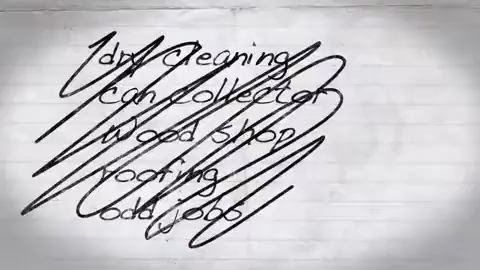 dry cleaning
can collector
Wood shop
roofing
odd jobs